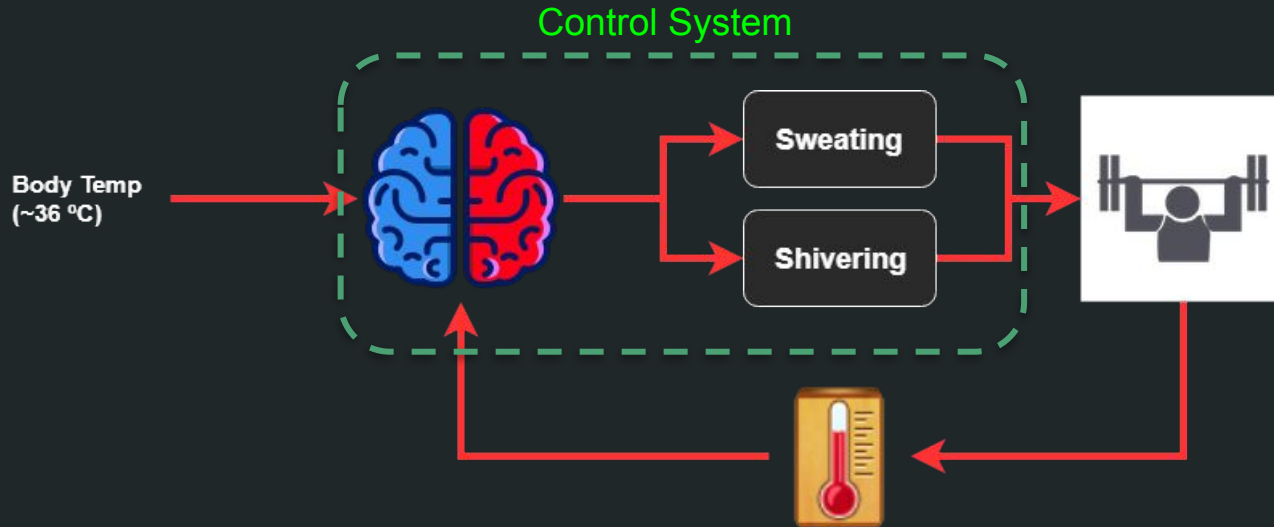 Control System
Body Temp
(~36 ºC)
Sweating
Shivering